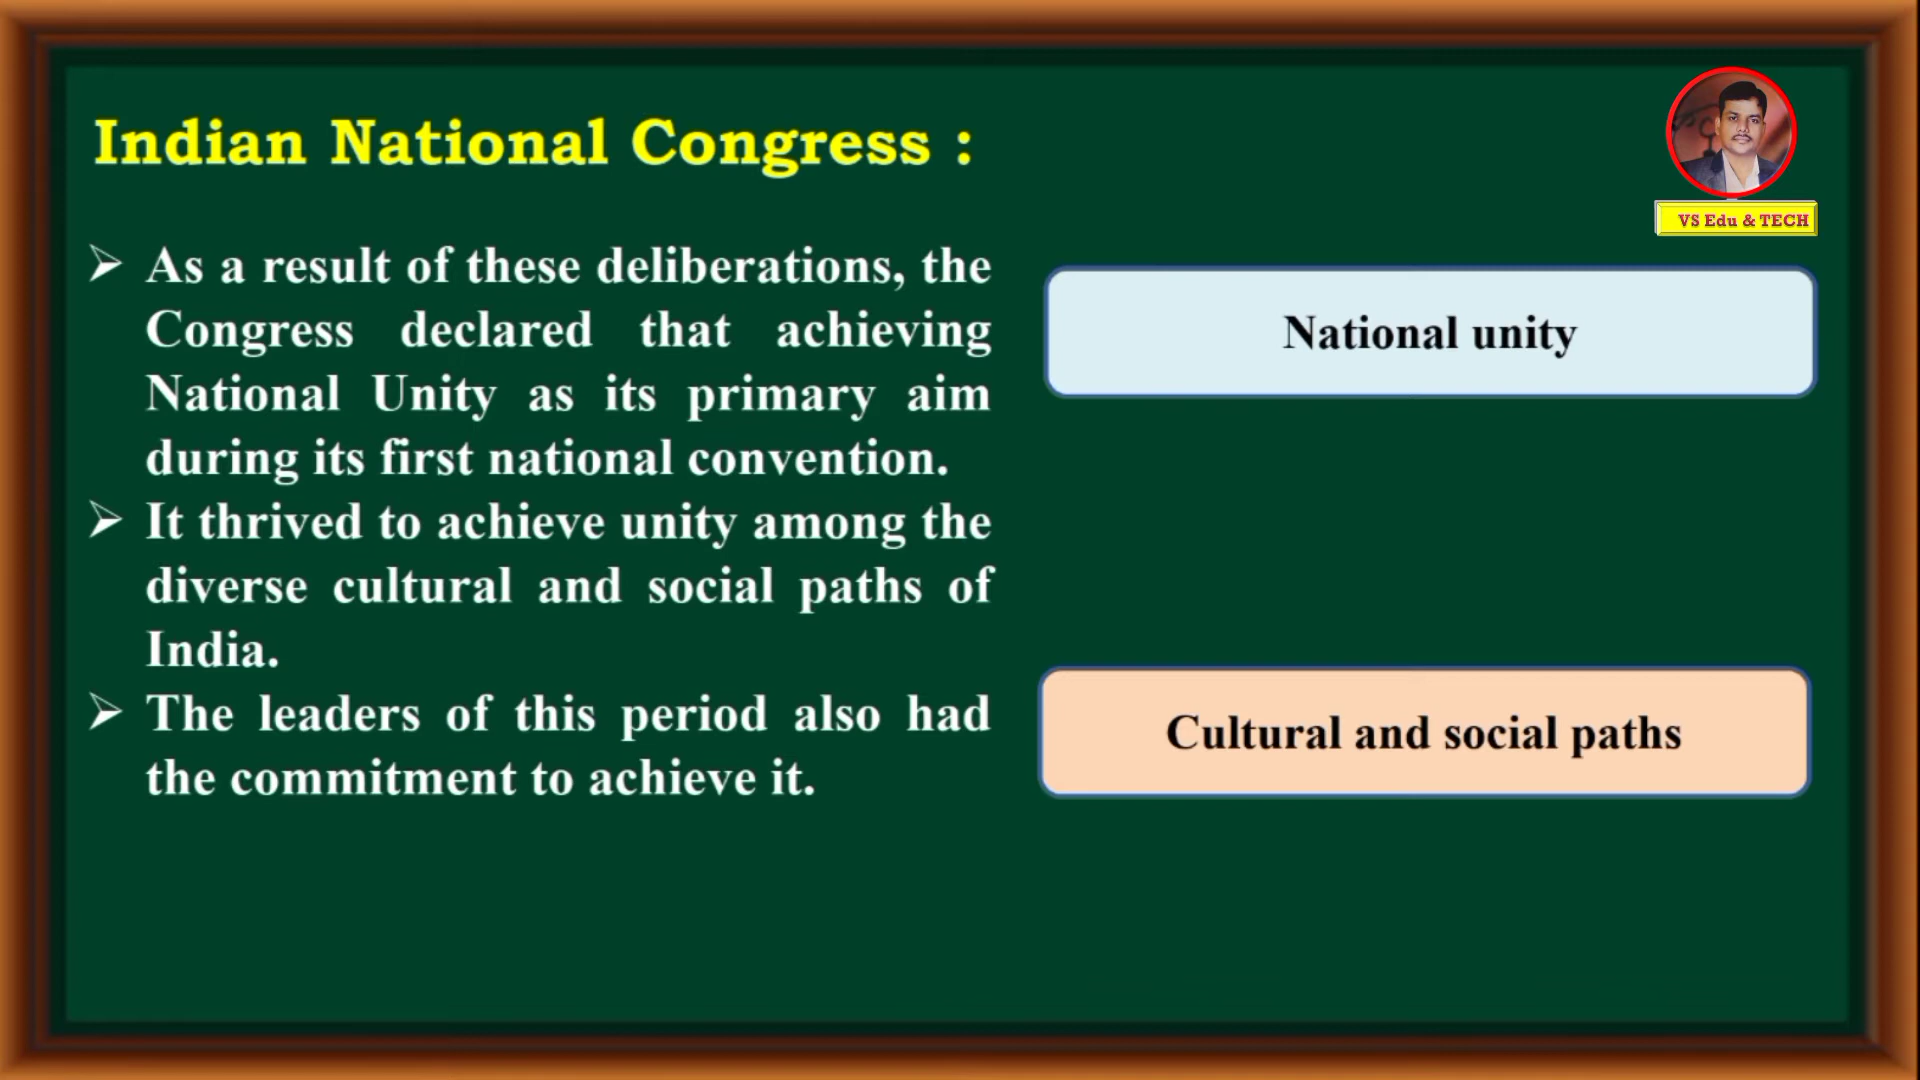 Indian National Congress :
VS Edu & TECH
➢ As a result of these deliberations, the
Congress declared that achieving
National Unity as its primary aim
during its first national convention.
➢ It thrived to achieve unity among the
diverse cultural and social paths of
India.
➢ The leaders of this period also had
the commitment to achieve it.
National unity
Cultural and social paths